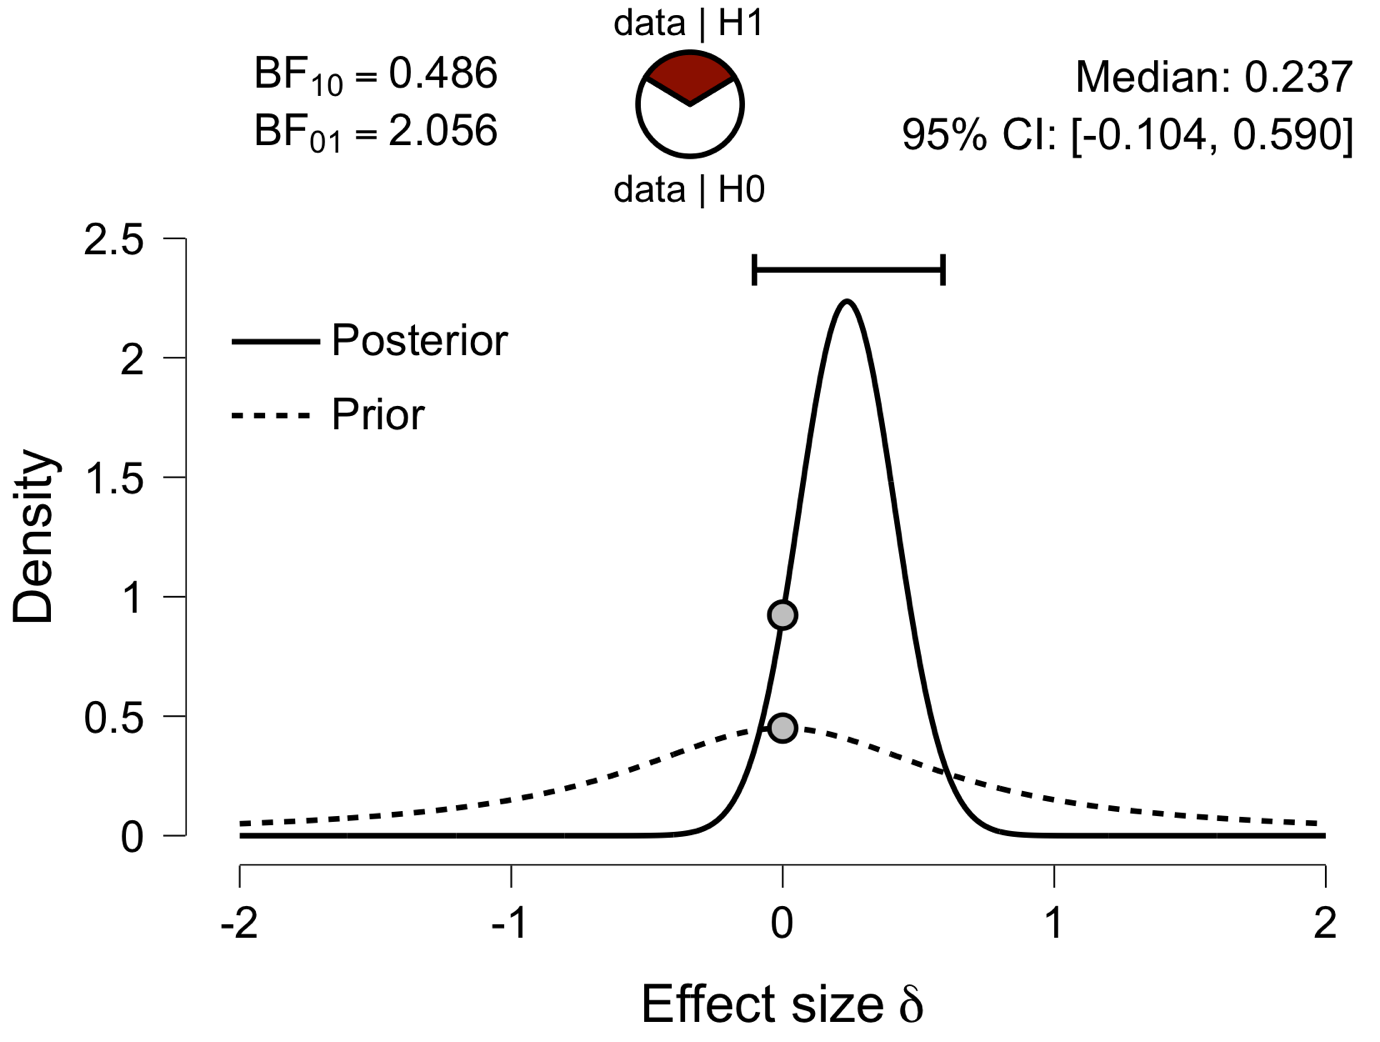 data | H1
BF10 = 0.486
BF01 = 2.056
Median: 0.237
95% CI: [-0.104, 0.590]
data | H0
2.5
2
1.5
1
0.5
0
Density
Posterior
Prior
-2 -1 0 1 2
Effect size δ